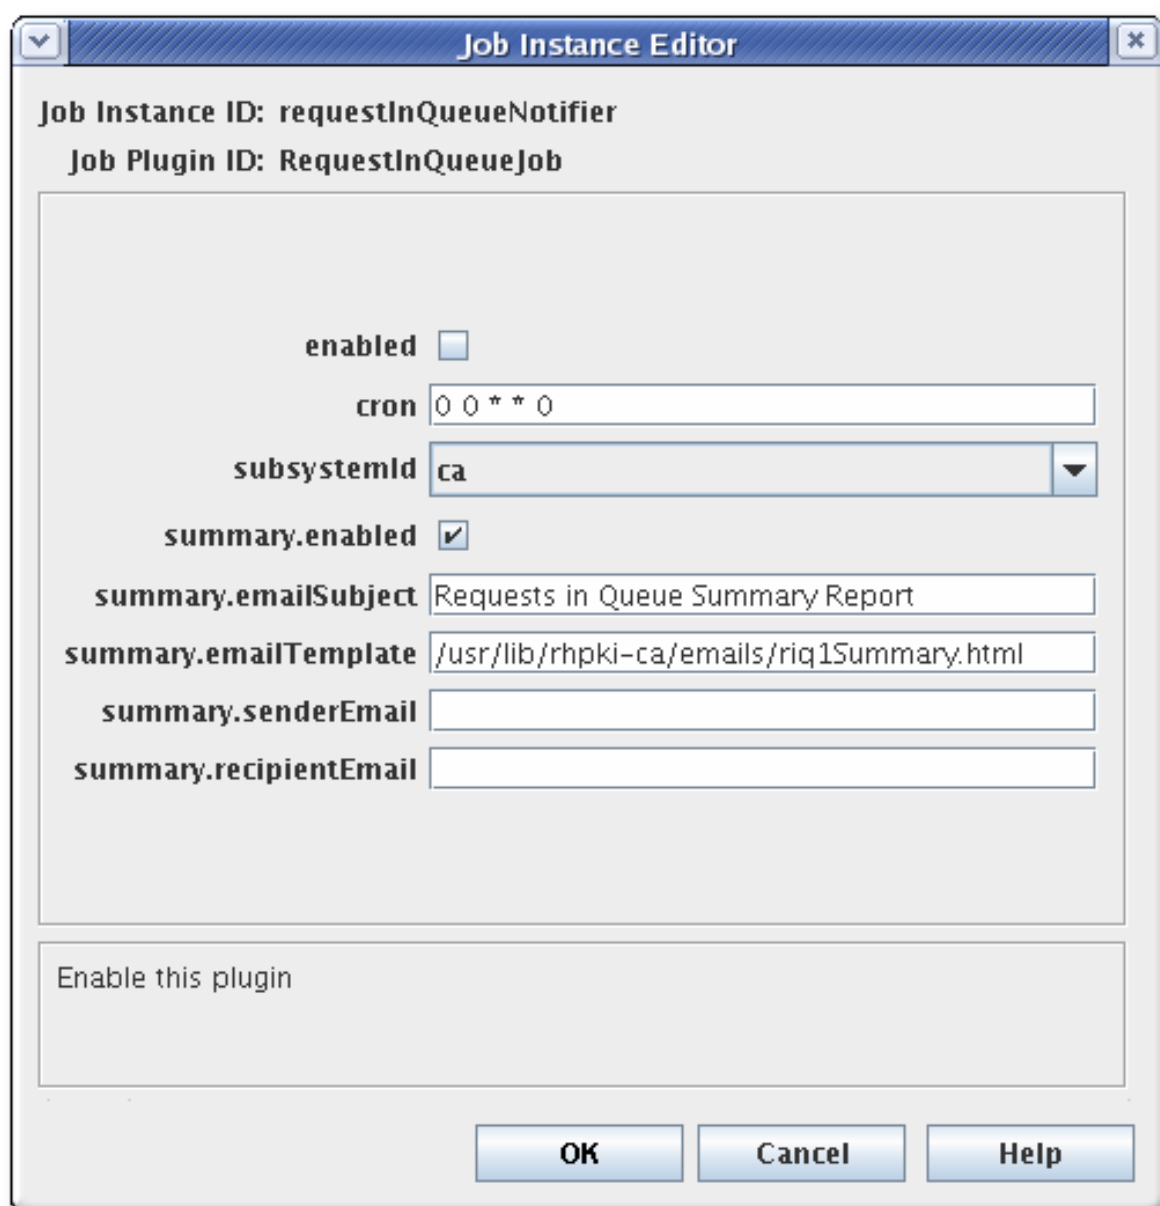 Job Instance Editor
Job Instance ID: requestInQueueNotifier
Job Plugin ID: RequestInQueueJob
enabled
cron 0 0 * * 0
subsystemId ca
summary.enabled
summary.emailSubject Requests in Queue Summary Report
summary.emailTemplate /usr/lib/rhpki-ca/emails/riq1Summary.html
summary.senderEmail
summary.recipientEmail
Enable this plugin
OK Cancel Help